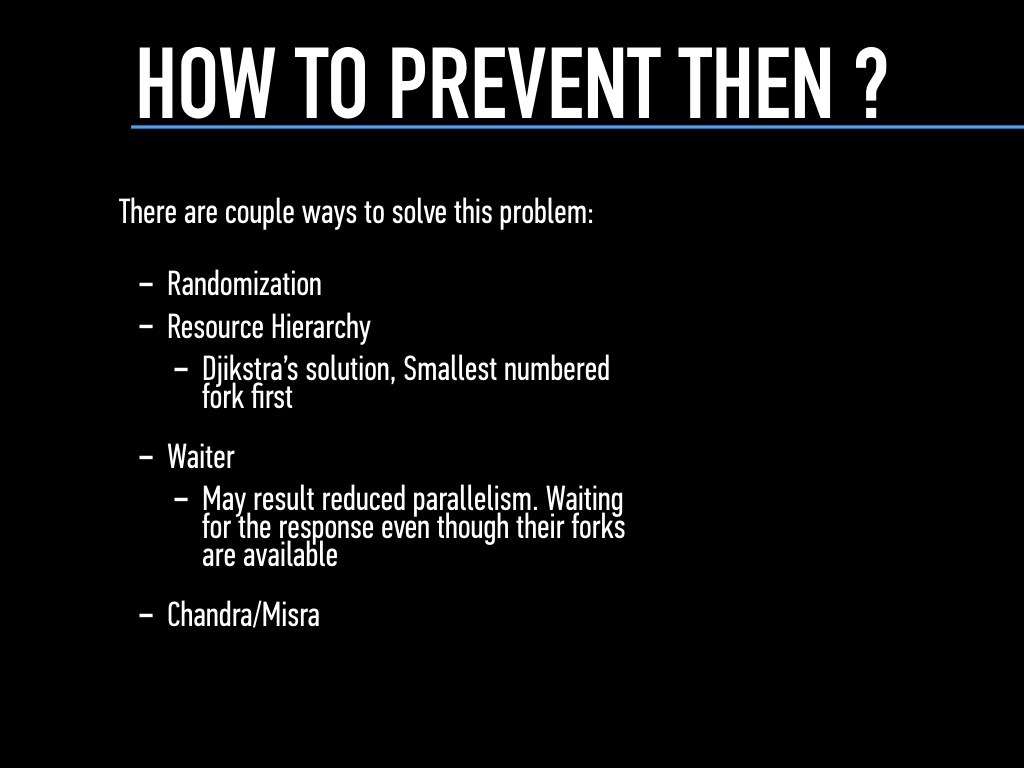 HOW TO PREVENT THEN ?
There are couple ways to solve this problem:
- Randomization
- Resource Hierarchy
- Djikstra’s solution, Smallest numbered
fork first
- Waiter
- May result reduced parallelism. Waiting
for the response even though their forks
are available
- Chandra/Misra